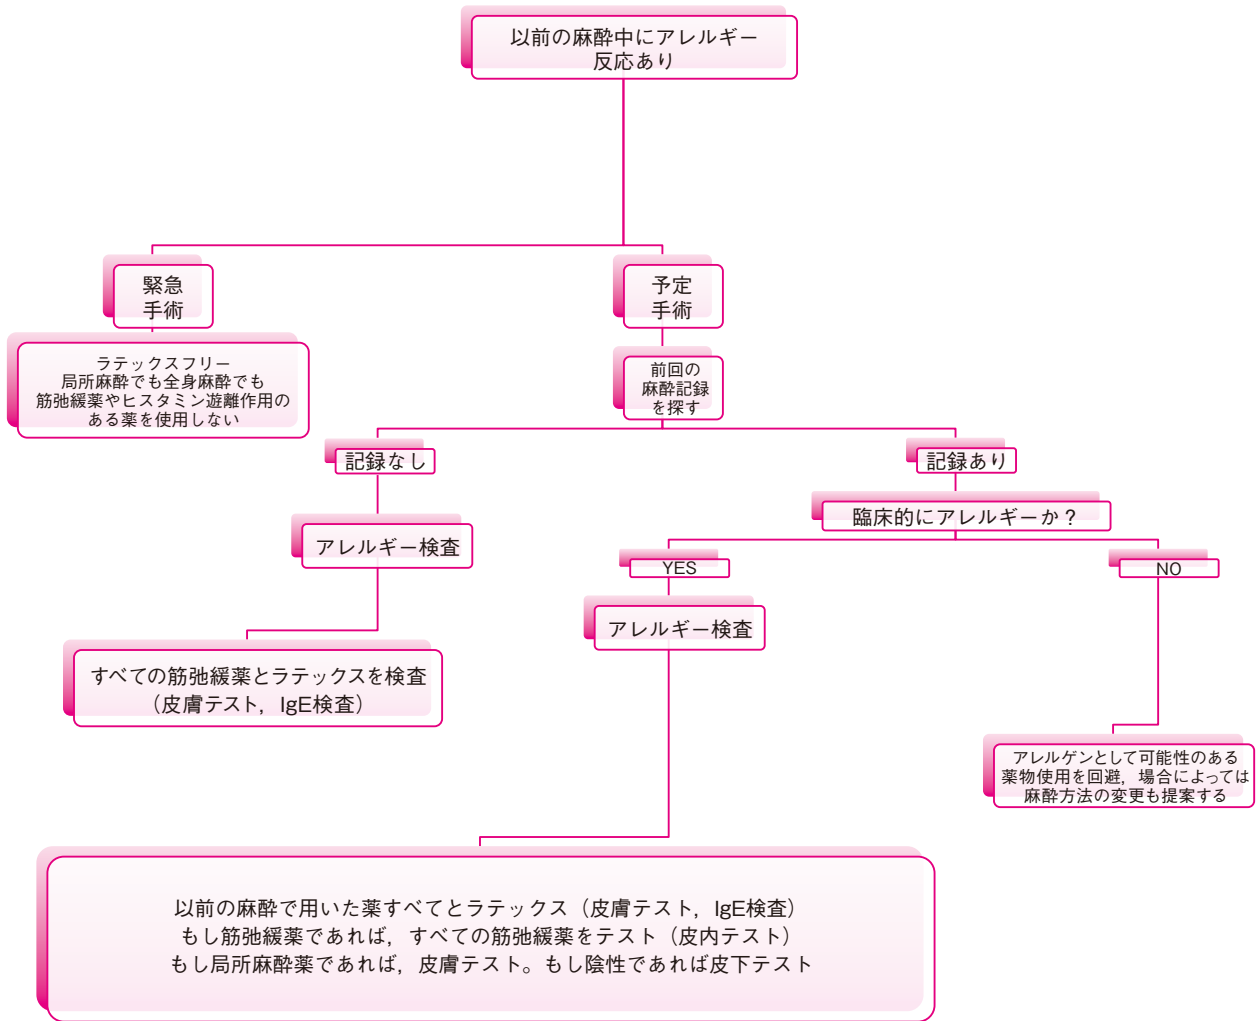 以前の麻酔中にアレルギー
反応あり
緊急
手術
予定
手術
ラテックスフリー
局所麻酔でも全身麻酔でも
筋弛緩薬やヒスタミン遊離作用の
ある薬を使用しない
前回の
麻酔記録
を探す
記録なし
記録あり
アレルギー検査
臨床的にアレルギーか？
YES
NO
アレルギー検査
すべての筋弛緩薬とラテックスを検査
（皮膚テスト，IgE検査）
アレルゲンとして可能性のある
薬物使用を回避，場合によっては
麻酔方法の変更も提案する
以前の麻酔で用いた薬すべてとラテックス（皮膚テスト，IgE検査）
もし筋弛緩薬であれば，すべての筋弛緩薬をテスト（皮内テスト）
もし局所麻酔薬であれば，皮膚テスト。もし陰性であれば皮下テスト